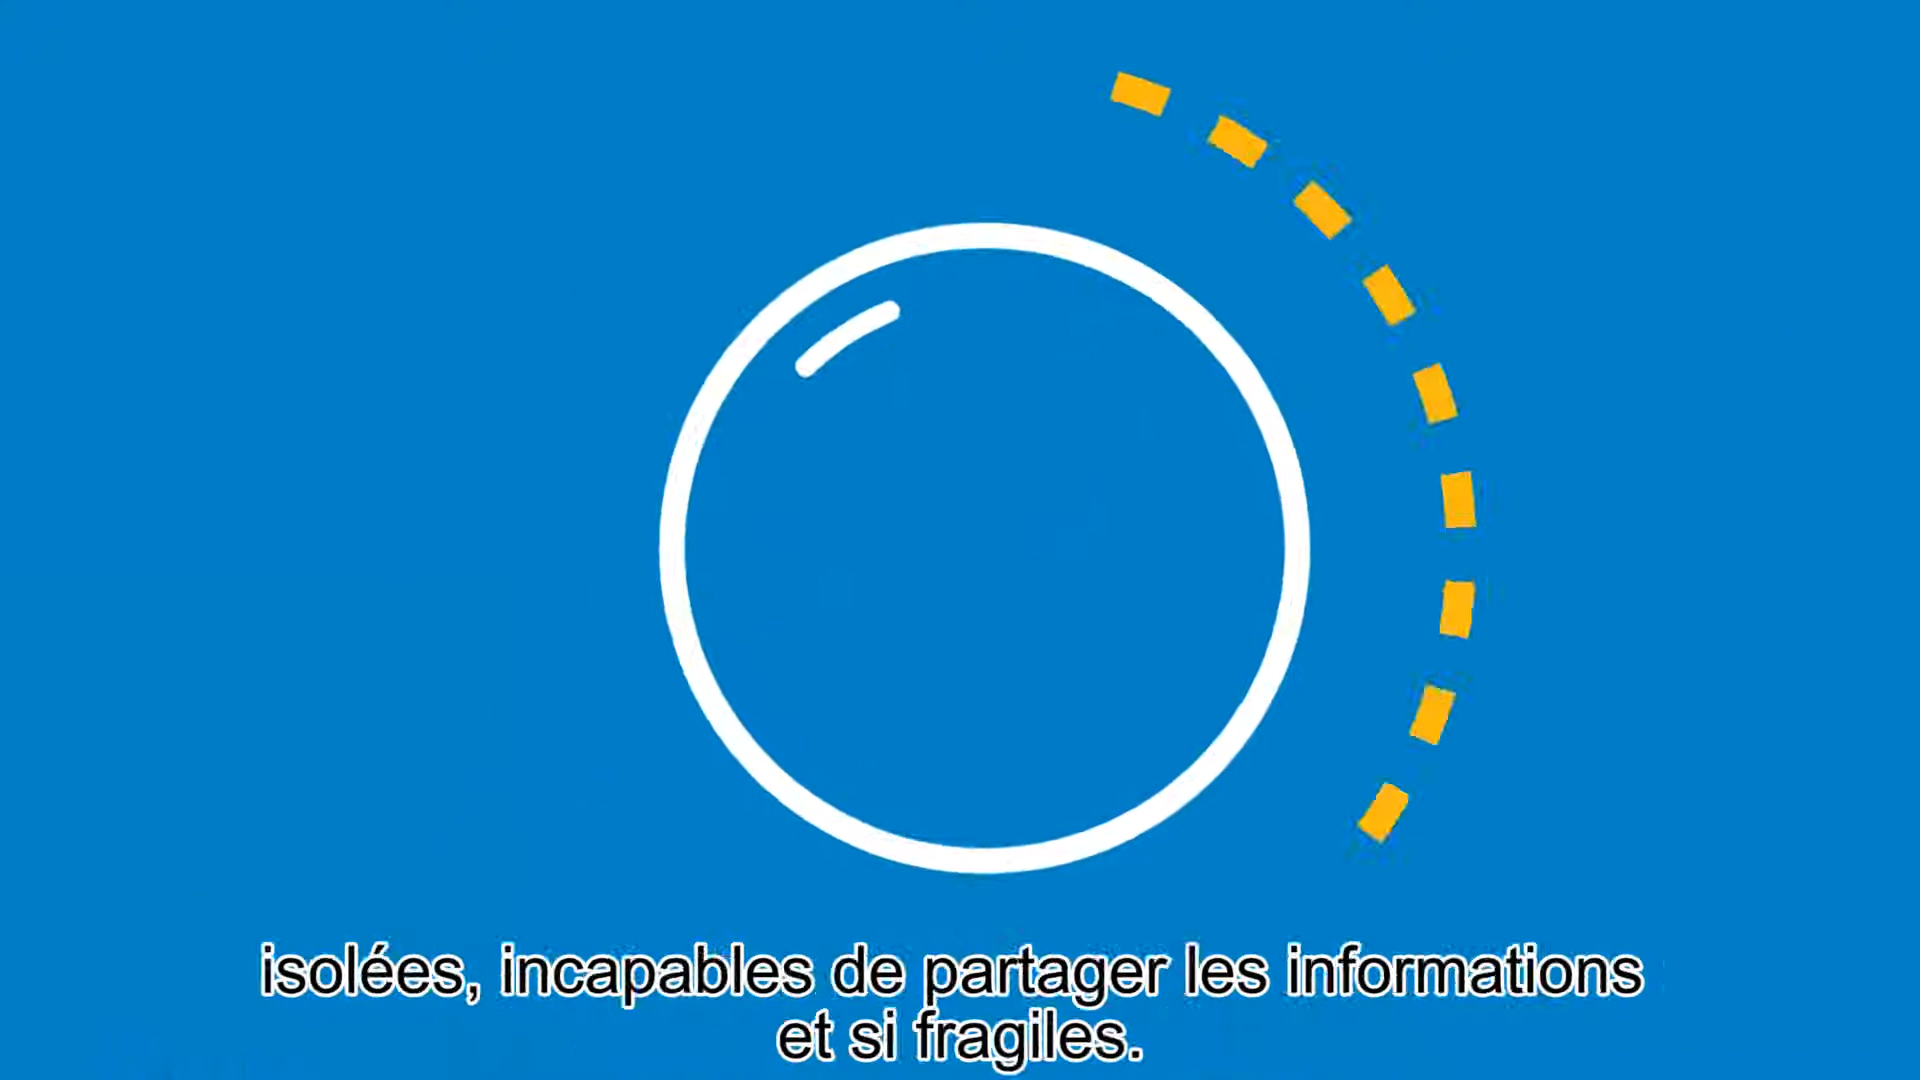 isolées, incapables de partager les informations
et si fragiles.